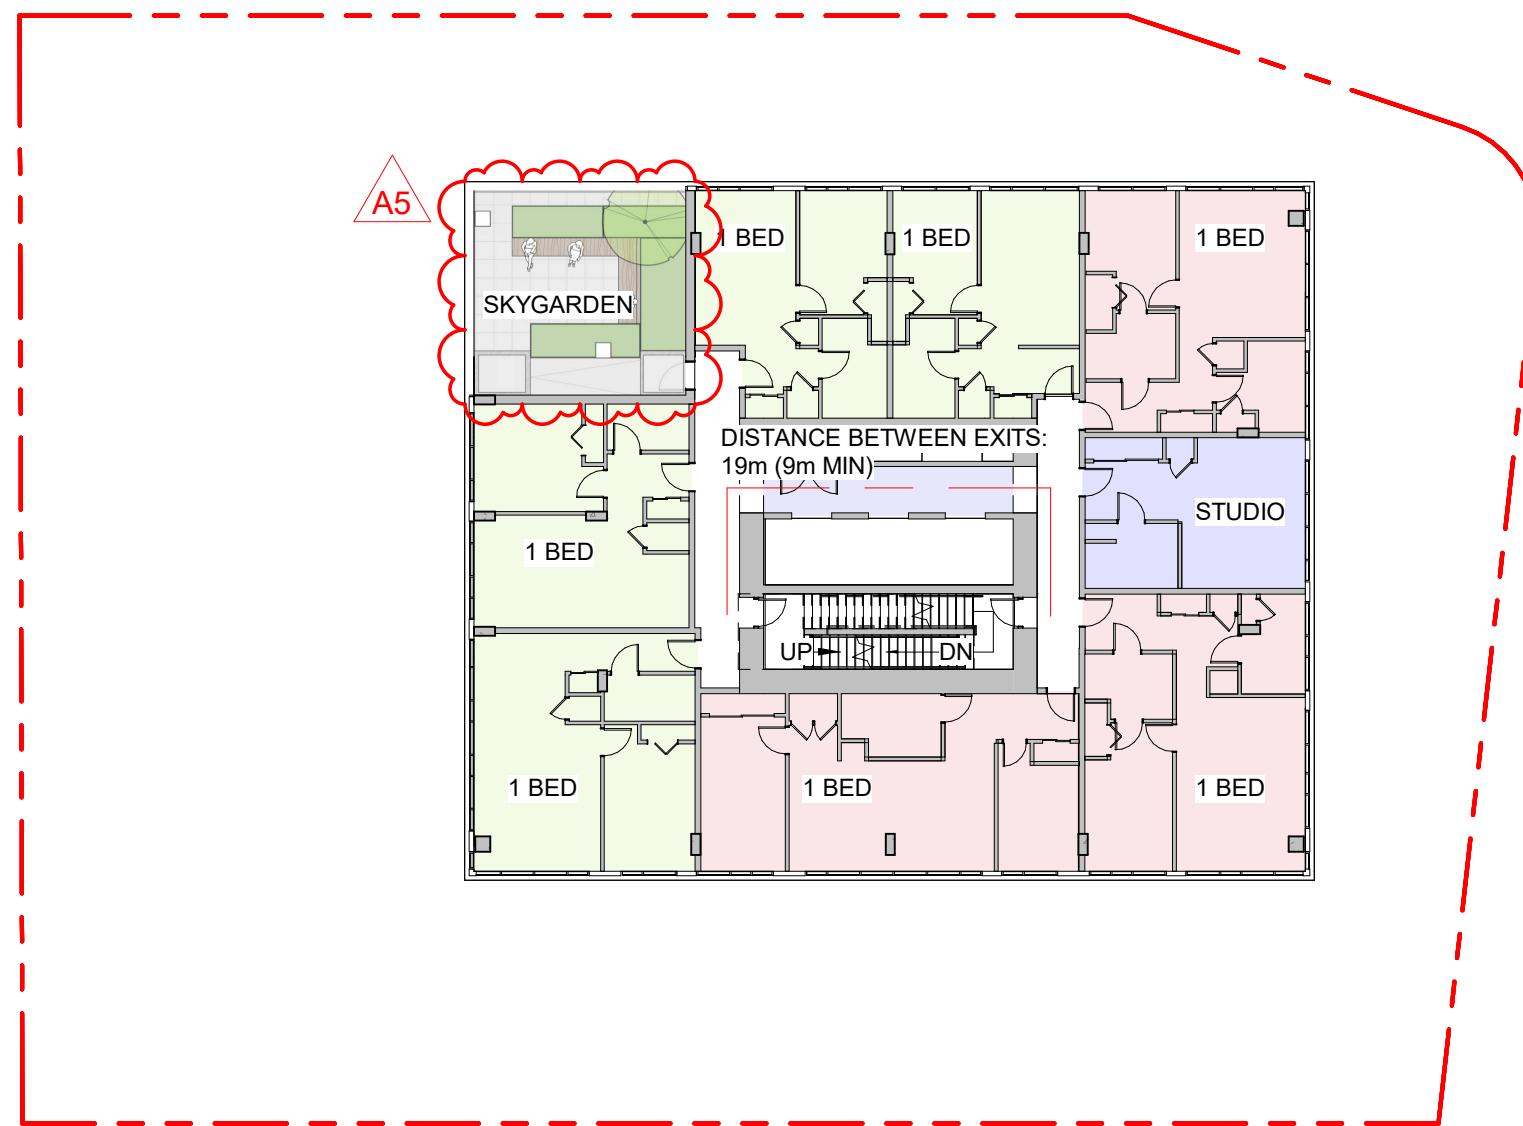 A5
1 BED
1 BED
1 BED
SKYGARDEN
DISTANCE BETWEEN EXITS:
19m (9m MIN)
STUDIO
1 BED
UP
DN
1 BED
1 BED
1 BED